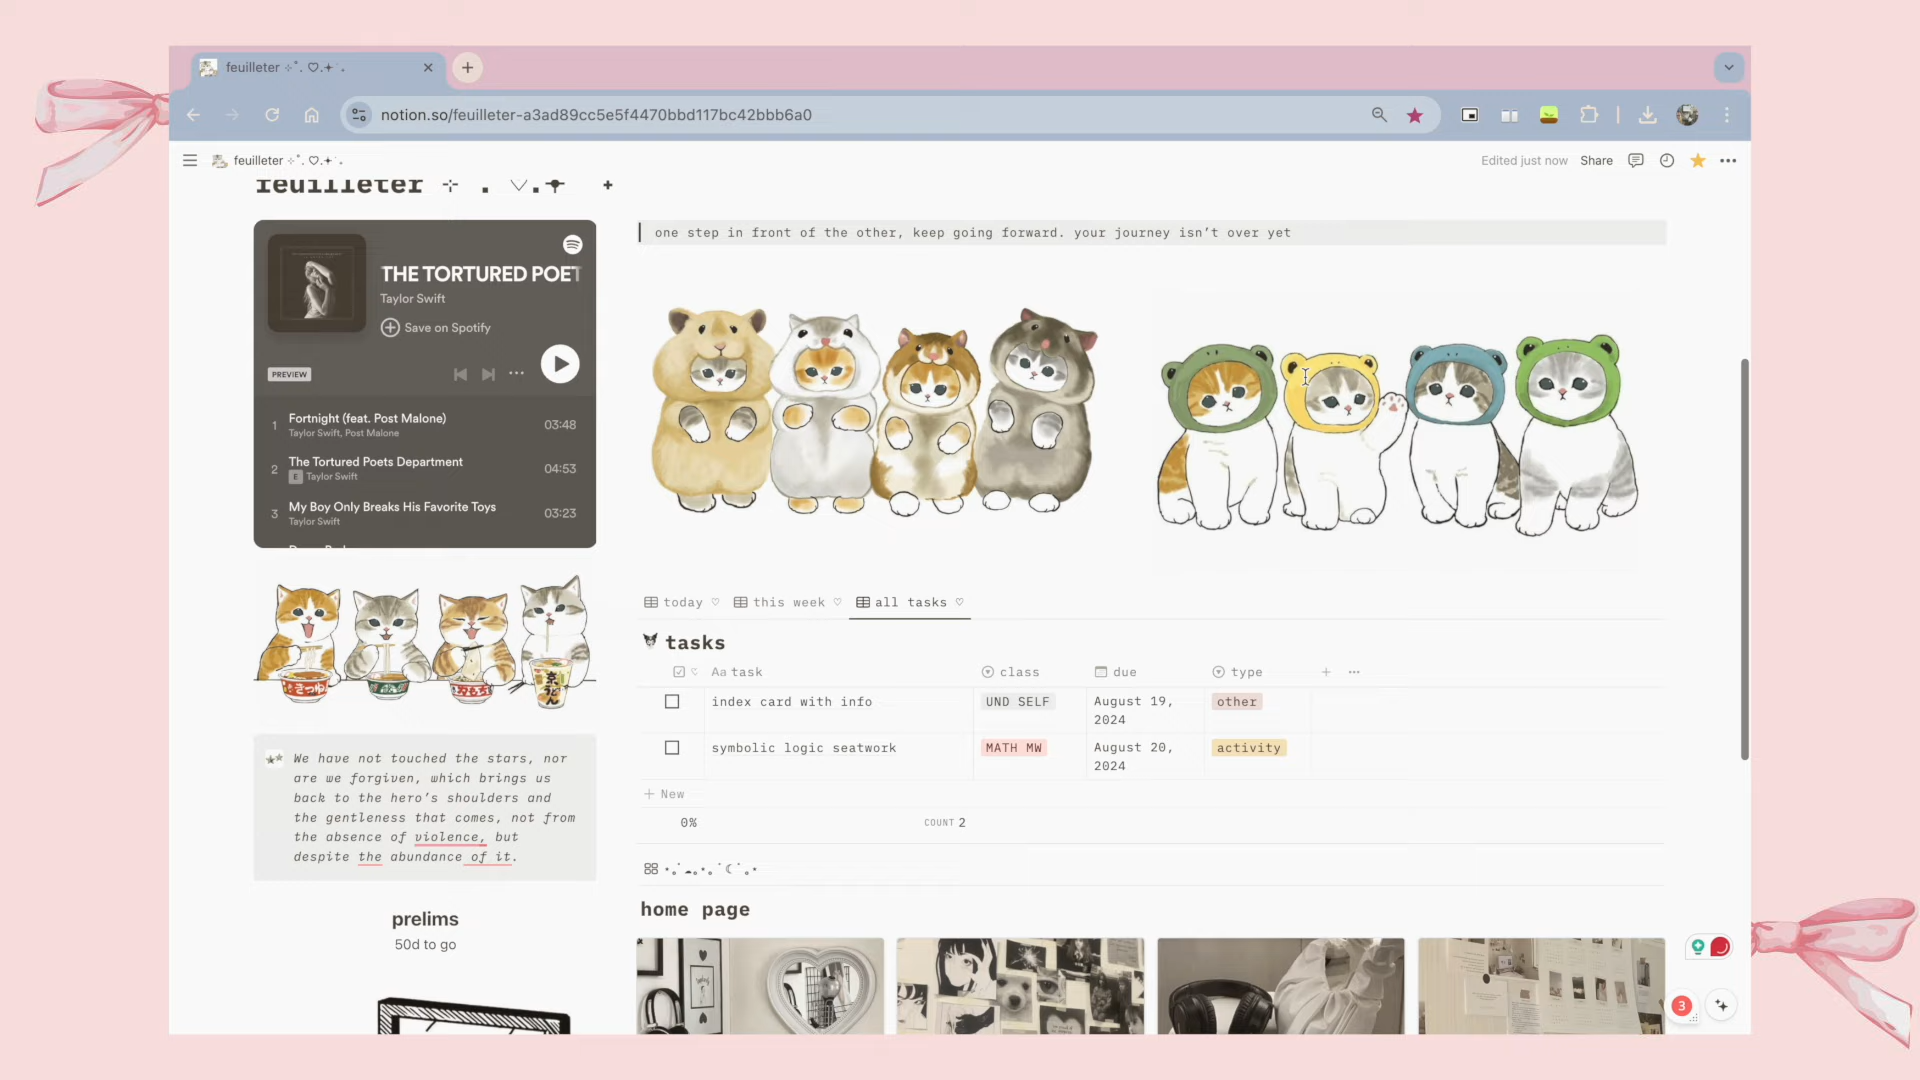 feuilleter ⊹˚. ♡.𖥔 ݁ ˖
notion.so/feuilleter-a3ad89cc5e5f4470bbd117bc42bbb6a0
feuilleter ⊹˚. ♡.𖥔 ݁ ˖
Edited just now
Share
feuilleter
THE TORTURED POET
Taylor Swift
Save on Spotify
PREVIEW
1 Fortnight (feat. Post Malone) 03:48
Taylor Swift, Post Malone
2 The Tortured Poets Department 04:53
E Taylor Swift
3 My Boy Only Breaks His Favorite Toys 03:23
Taylor Swift
京うどん
We have not touched the stars, nor
are we forgiven, which brings us
back to the hero's shoulders and
the gentleness that comes, not from
the absence of violence, but
despite the abundance of it.
prelims
50d to go
one step in front of the other, keep going forward. your journey isn't over yet
today ♡ this week ♡ all tasks ♡
tasks
♡ Aa task class due type
index card with info UND SELF August 19, 2024 other
symbolic logic seatwork MATH MW August 20, 2024 activity
+ New
0% COUNT 2
home page
3